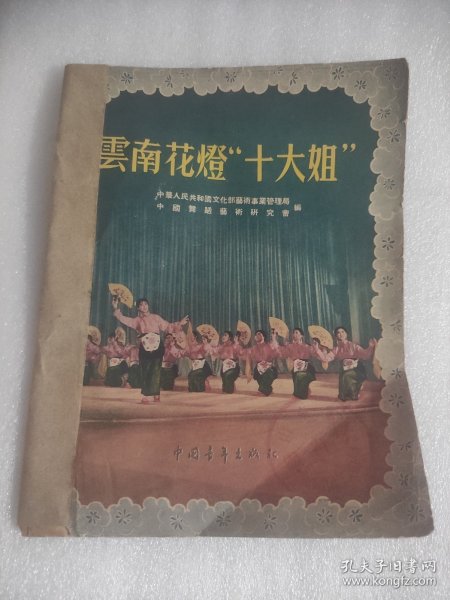 雲南花燈“十大姐”
中華人民共和國文化部藝術事業管理局
中國舞蹈藝術研究會 編
中国青年出版社
孔夫子旧书网
www.kongfz.com